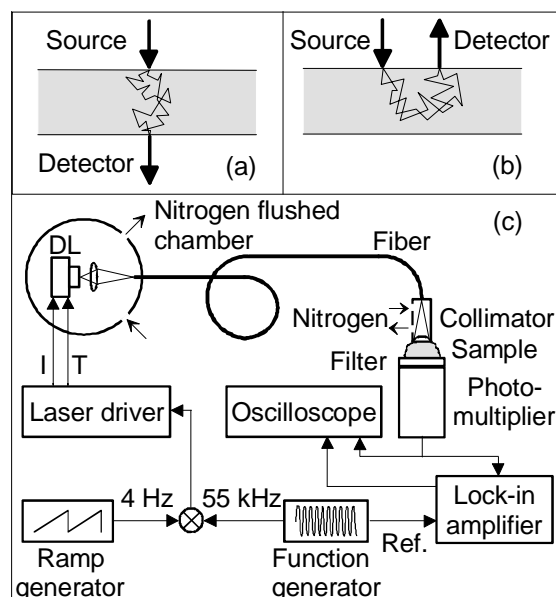 Source
Detector
(a)
Source
Detector
(b)
(c)
Nitrogen flushed
chamber
DL
Fiber
Nitrogen
Collimator
Sample
Filter
Photo-
multiplier
I
T
Laser driver
Oscilloscope
4 Hz
55 kHz
Lock-in
amplifier
Ref.
Ramp
generator
Function
generator